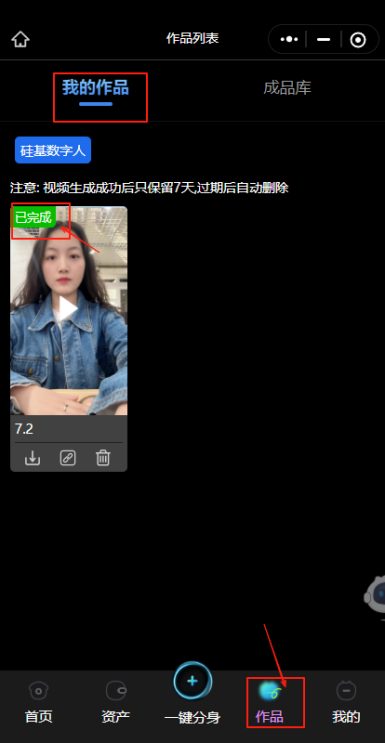 作品列表
我的作品
成品库
硅基数字人
注意: 视频生成成功后只保留7天,过期后自动删除
已完成
7.2
首页
资产
一键分身
作品
我的